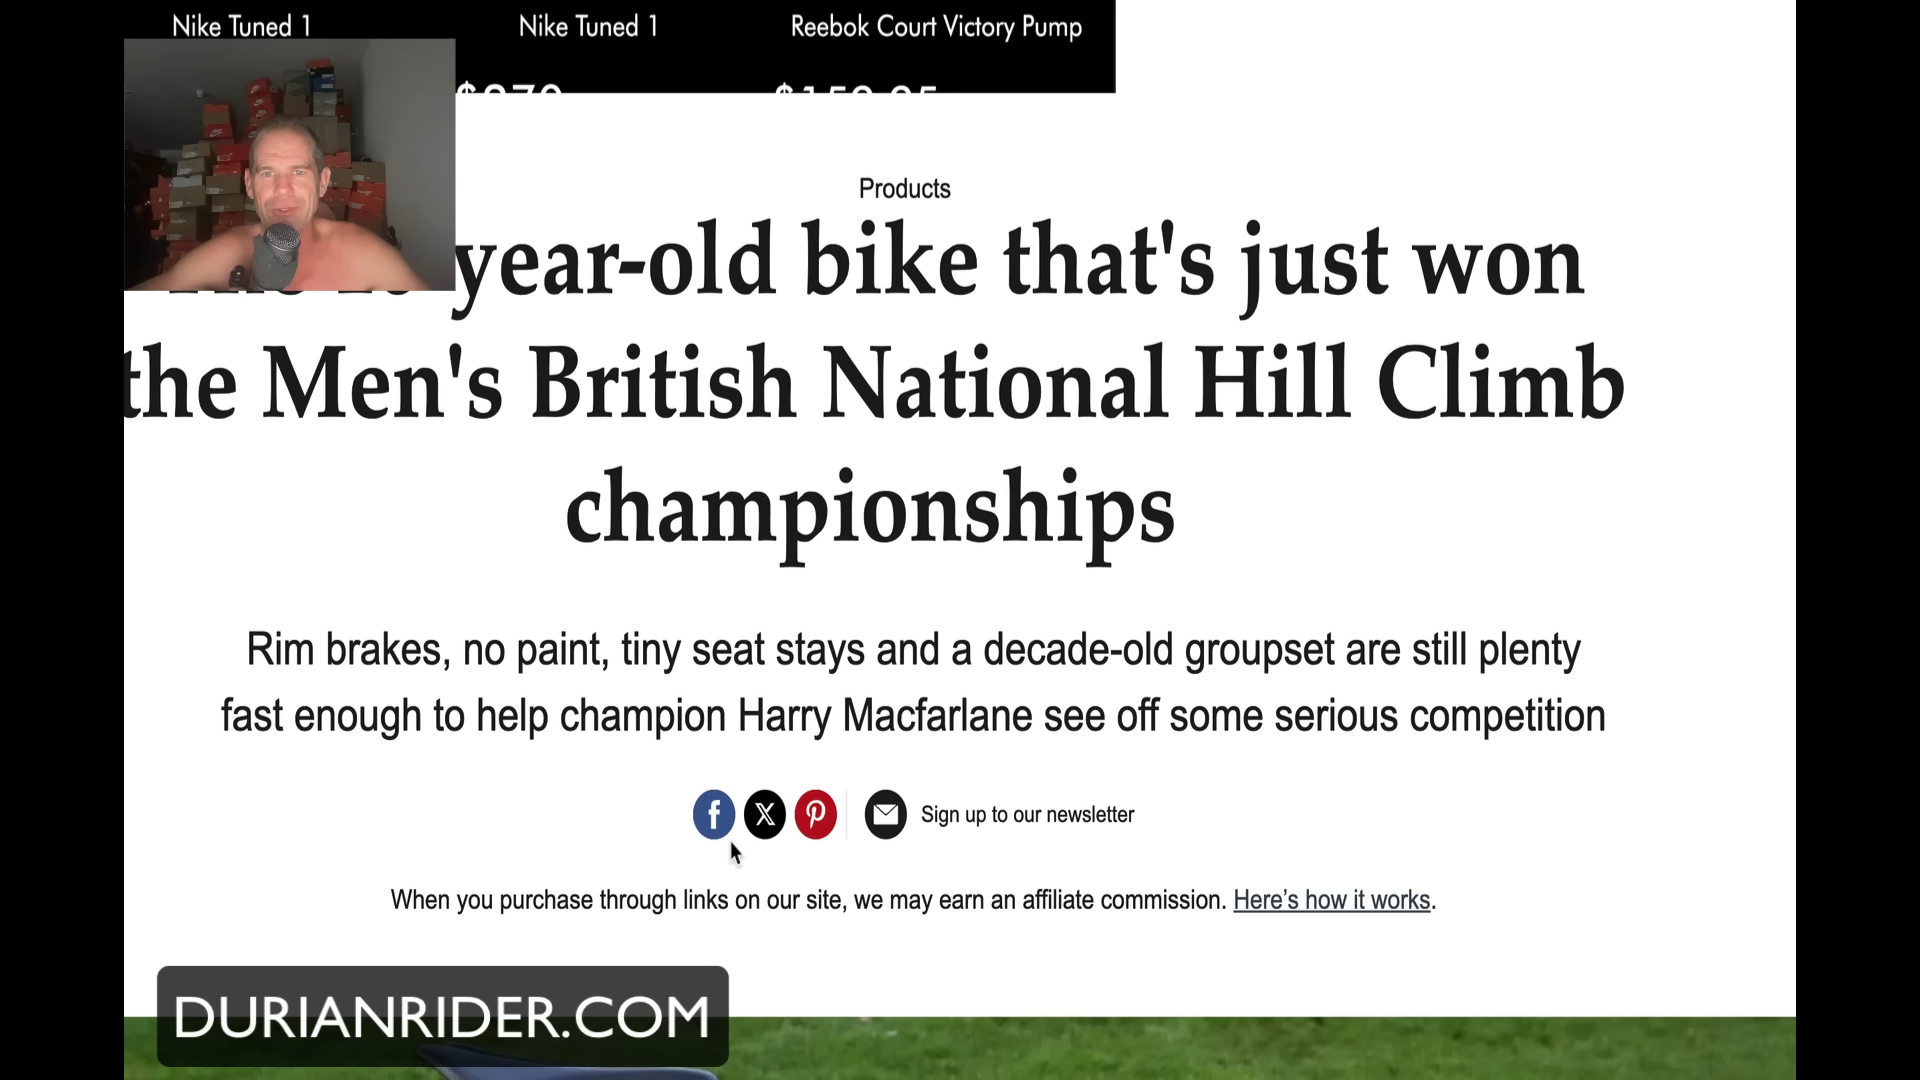 Nike Tuned 1
Nike Tuned 1
Reebok Court Victory Pump
Products
year-old bike that's just won
the Men's British National Hill Climb
championships
Rim brakes, no paint, tiny seat stays and a decade-old groupset are still plenty
fast enough to help champion Harry Macfarlane see off some serious competition
f X P Sign up to our newsletter
When you purchase through links on our site, we may earn an affiliate commission. Here's how it works.
DURIANRIDER.COM